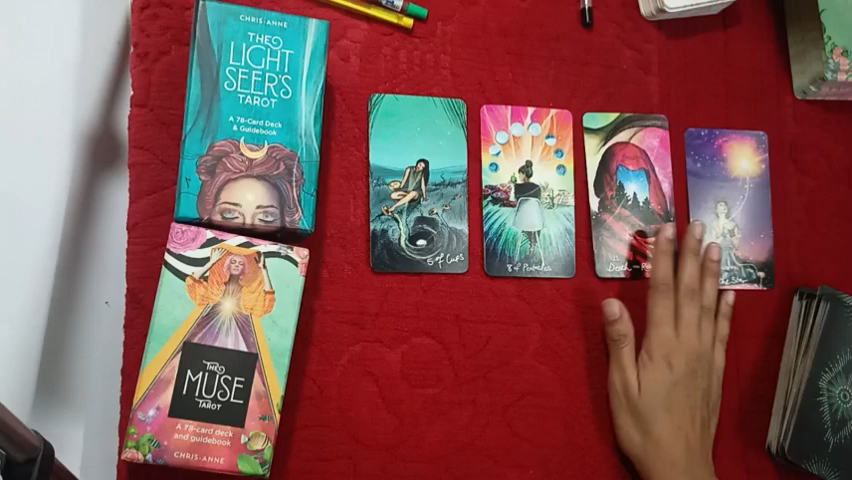 CHRIS-ANNE
THE
LIGHT
SEER'S
TAROT
A 78-Card Deck
& Guidebook
THE
MUSE
TAROT
A 78-card deck
and guidebook
CHRIS-ANNE
5 of Cups
8 of Pentacles
Death